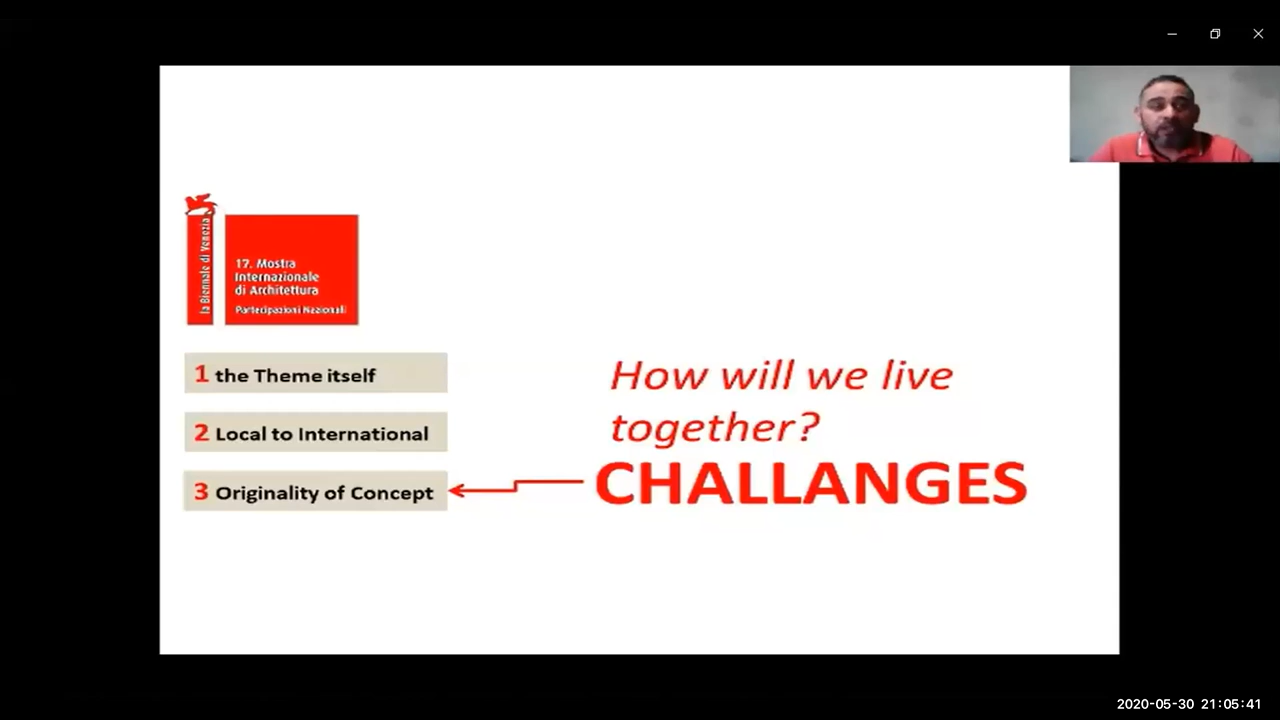 la Biennale di Venezia
17. Mostra
Internazionale
di Architettura
Partecipazioni Nazionali
1 the Theme itself
2 Local to International
3 Originality of Concept
How will we live
together?
CHALLANGES
2020-05-30 21:05:41